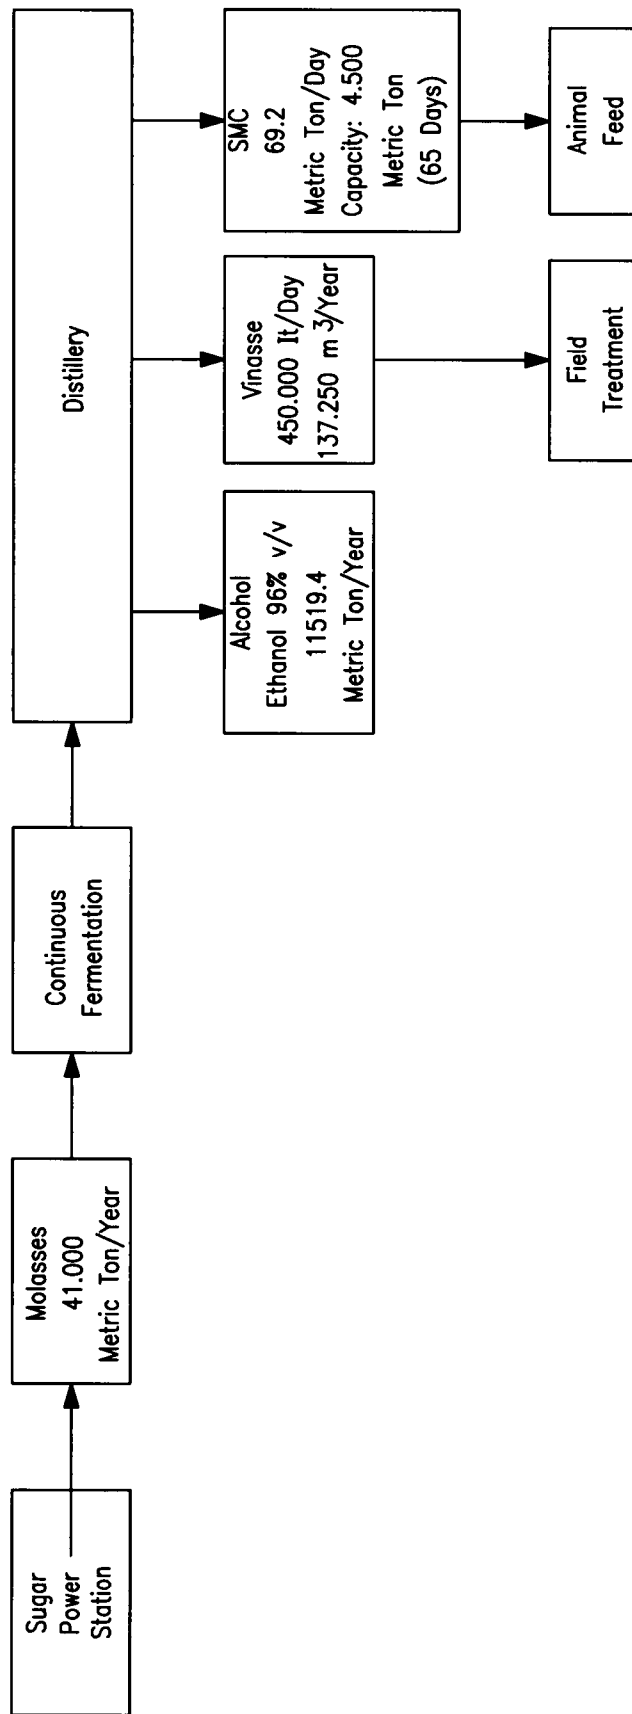 Sugar
Power
Station
Molasses
41.000
Metric Ton/Year
Continuous
Fermentation
Distillery
Alcohol
Ethanol 96% v/v
11519.4
Metric Ton/Year
Vinasse
450.000 lt/Day
137.250 m3/Year
SMC
69.2
Metric Ton/Day
Capacity: 4.500
Metric Ton
(65 Days)
Field
Treatment
Animal
Feed